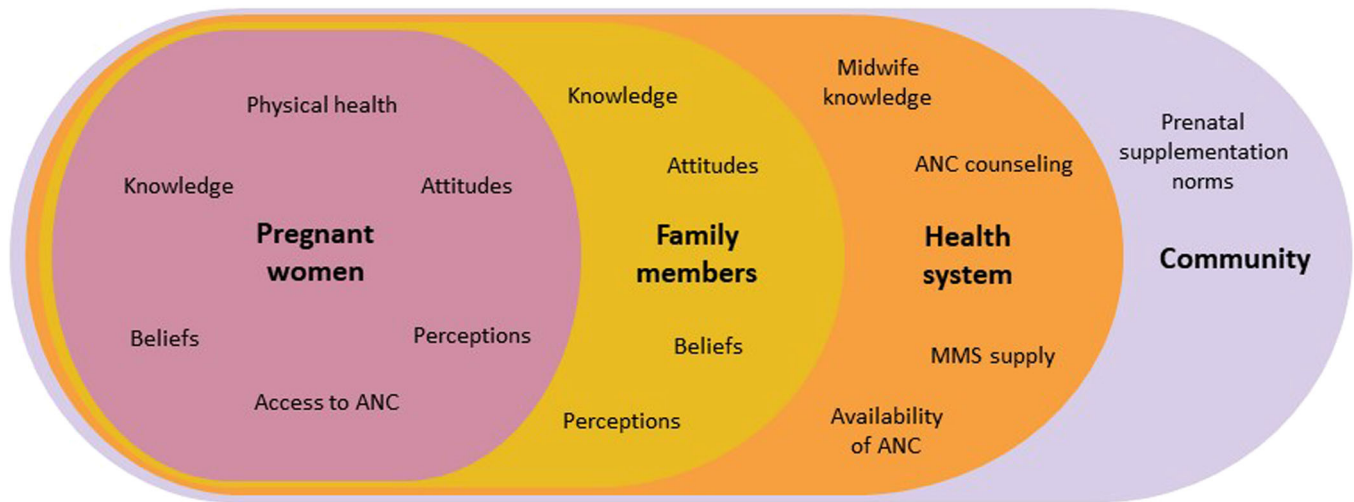 Physical health
Knowledge
Attitudes
Pregnant
women
Beliefs
Perceptions
Access to ANC
Knowledge
Attitudes
Family
members
Beliefs
Perceptions
Midwife
knowledge
ANC counseling
Health
system
MMS supply
Availability
of ANC
Prenatal
supplementation
norms
Community